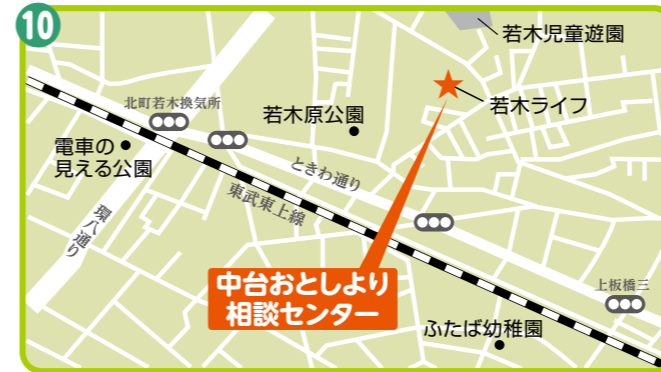 10
若木児童遊園
北町若木換気所
若木原公園
若木ライフ
電車の
見える公園
ときわ通り
東武東上線
環八通り
中台おとしより
相談センター
上板橋三
ふたば幼稚園